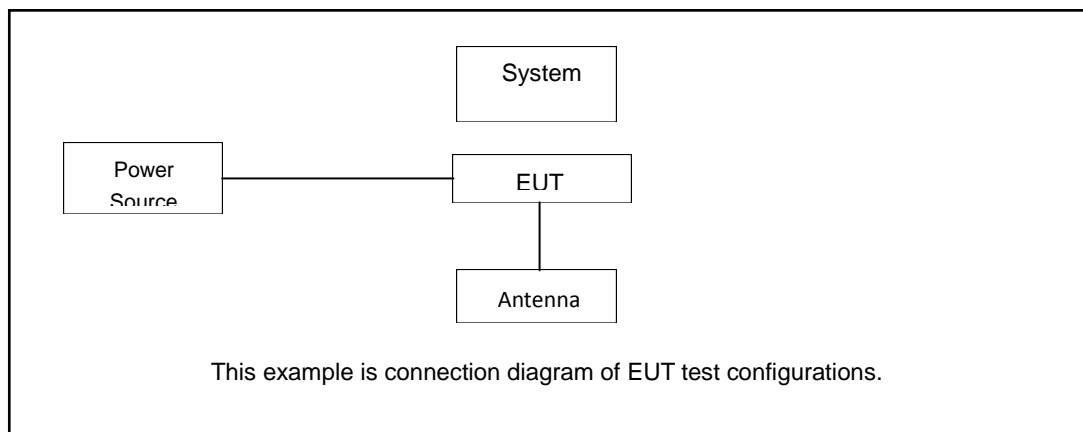 System
Power
Source
EUT
Antenna
This example is connection diagram of EUT test configurations.